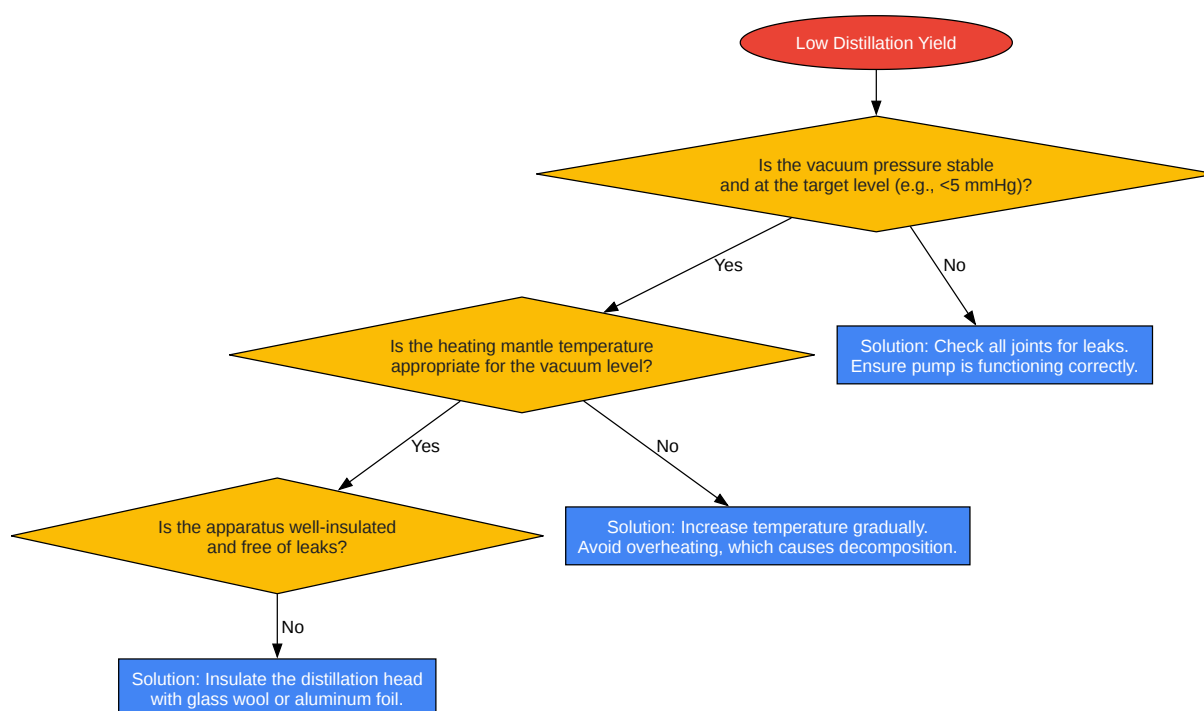 Low Distillation Yield
Is the vacuum pressure stable
and at the target level (e.g., <5 mmHg)?
Yes
No
Is the heating mantle temperature
appropriate for the vacuum level?
Solution: Check all joints for leaks.
Ensure pump is functioning correctly.
Yes
No
Is the apparatus well-insulated
and free of leaks?
Solution: Increase temperature gradually.
Avoid overheating, which causes decomposition.
No
Solution: Insulate the distillation head
with glass wool or aluminum foil.